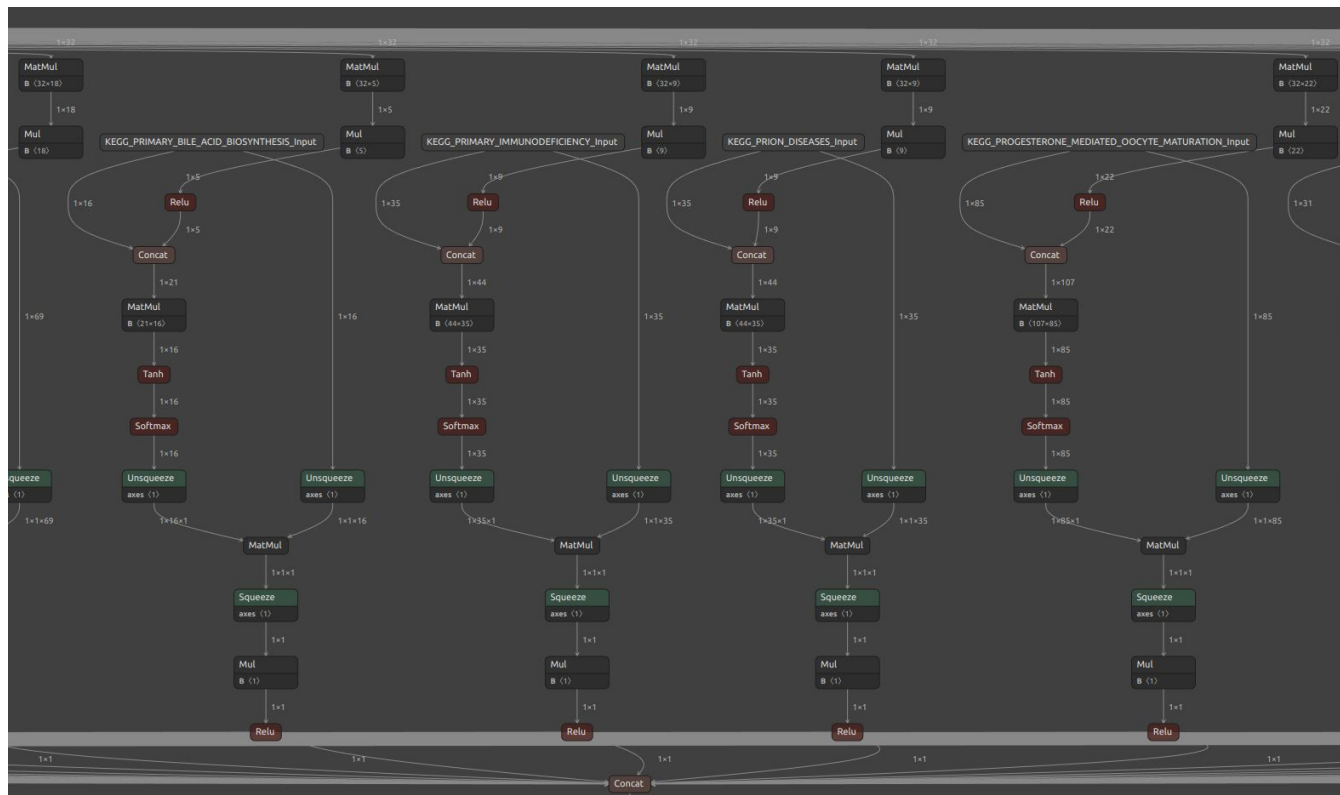 1×32 1×32 1×32 1×32 1×32
MatMul MatMul MatMul MatMul MatMul
B ⟨32×18⟩ B ⟨32×5⟩ B ⟨32×9⟩ B ⟨32×9⟩ B ⟨32×22⟩
1×18 1×5 1×9 1×9 1×22
Mul Mul Mul Mul Mul
KEGG_PRIMARY_BILE_ACID_BIOSYNTHESIS_Input KEGG_PRIMARY_IMMUNODEFICIENCY_Input KEGG_PRION_DISEASES_Input KEGG_PROGESTERONE_MEDIATED_OOCYTE_MATURATION_Input
B ⟨18⟩ B ⟨5⟩ B ⟨9⟩ B ⟨9⟩ B ⟨22⟩
1×5 1×9 1×9 1×22
1×16 Relu 1×35 Relu 1×35 Relu 1×85 Relu 1×31
1×5 1×9 1×9 1×22
Concat Concat Concat Concat
1×21 1×44 1×44 1×107
MatMul MatMul MatMul MatMul
1×69 1×16 1×35 1×35 1×85
B ⟨21×16⟩ B ⟨44×35⟩ B ⟨44×35⟩ B ⟨107×85⟩
1×16 1×35 1×35 1×85
Tanh Tanh Tanh Tanh
1×16 1×35 1×35 1×85
Softmax Softmax Softmax Softmax
1×16 1×35 1×35 1×85
squeeze Unsqueeze Unsqueeze Unsqueeze Unsqueeze Unsqueeze Unsqueeze Unsqueeze Unsqueeze
s ⟨1⟩ axes ⟨1⟩ axes ⟨1⟩ axes ⟨1⟩ axes ⟨1⟩ axes ⟨1⟩ axes ⟨1⟩ axes ⟨1⟩ axes ⟨1⟩
1×1×69 1×16×1 1×1×16 1×35×1 1×1×35 1×35×1 1×1×35 1×85×1 1×1×85
MatMul MatMul MatMul MatMul
1×1×1 1×1×1 1×1×1 1×1×1
Squeeze Squeeze Squeeze Squeeze
axes ⟨1⟩ axes ⟨1⟩ axes ⟨1⟩ axes ⟨1⟩
1×1 1×1 1×1 1×1
Mul Mul Mul Mul
B ⟨1⟩ B ⟨1⟩ B ⟨1⟩ B ⟨1⟩
1×1 1×1 1×1 1×1
Relu Relu Relu Relu
1×1 1×1 1×1 1×1 1×1
Concat